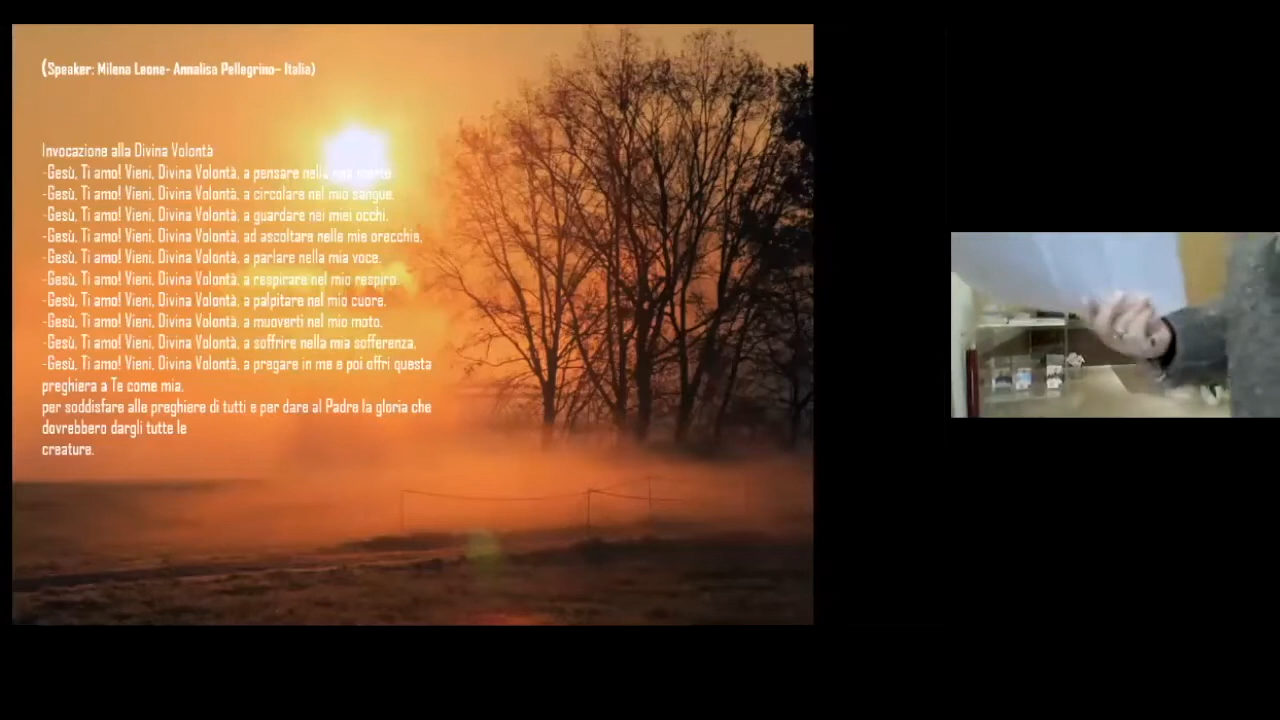 (Speaker: Milena Leone- Annalisa Pellegrino– Italia)
Invocazione alla Divina Volontà
-Gesù, Ti amo! Vieni, Divina Volontà, a pensare nella mia mente
-Gesù, Ti amo! Vieni, Divina Volontà, a circolare nel mio sangue.
-Gesù, Ti amo! Vieni, Divina Volontà, a guardare nei miei occhi.
-Gesù, Ti amo! Vieni, Divina Volontà, ad ascoltare nelle mie orecchie.
-Gesù, Ti amo! Vieni, Divina Volontà, a parlare nella mia voce.
-Gesù, Ti amo! Vieni, Divina Volontà, a respirare nel mio respiro.
-Gesù, Ti amo! Vieni, Divina Volontà, a palpitare nel mio cuore.
-Gesù, Ti amo! Vieni, Divina Volontà, a muoverti nel mio moto.
-Gesù, Ti amo! Vieni, Divina Volontà, a soffrire nella mia sofferenza.
-Gesù, Ti amo! Vieni, Divina Volontà, a pregare in me e poi offri questa
preghiera a Te come mia,
per soddisfare alle preghiere di tutti e per dare al Padre la gloria che
dovrebbero dargli tutte le
creature.